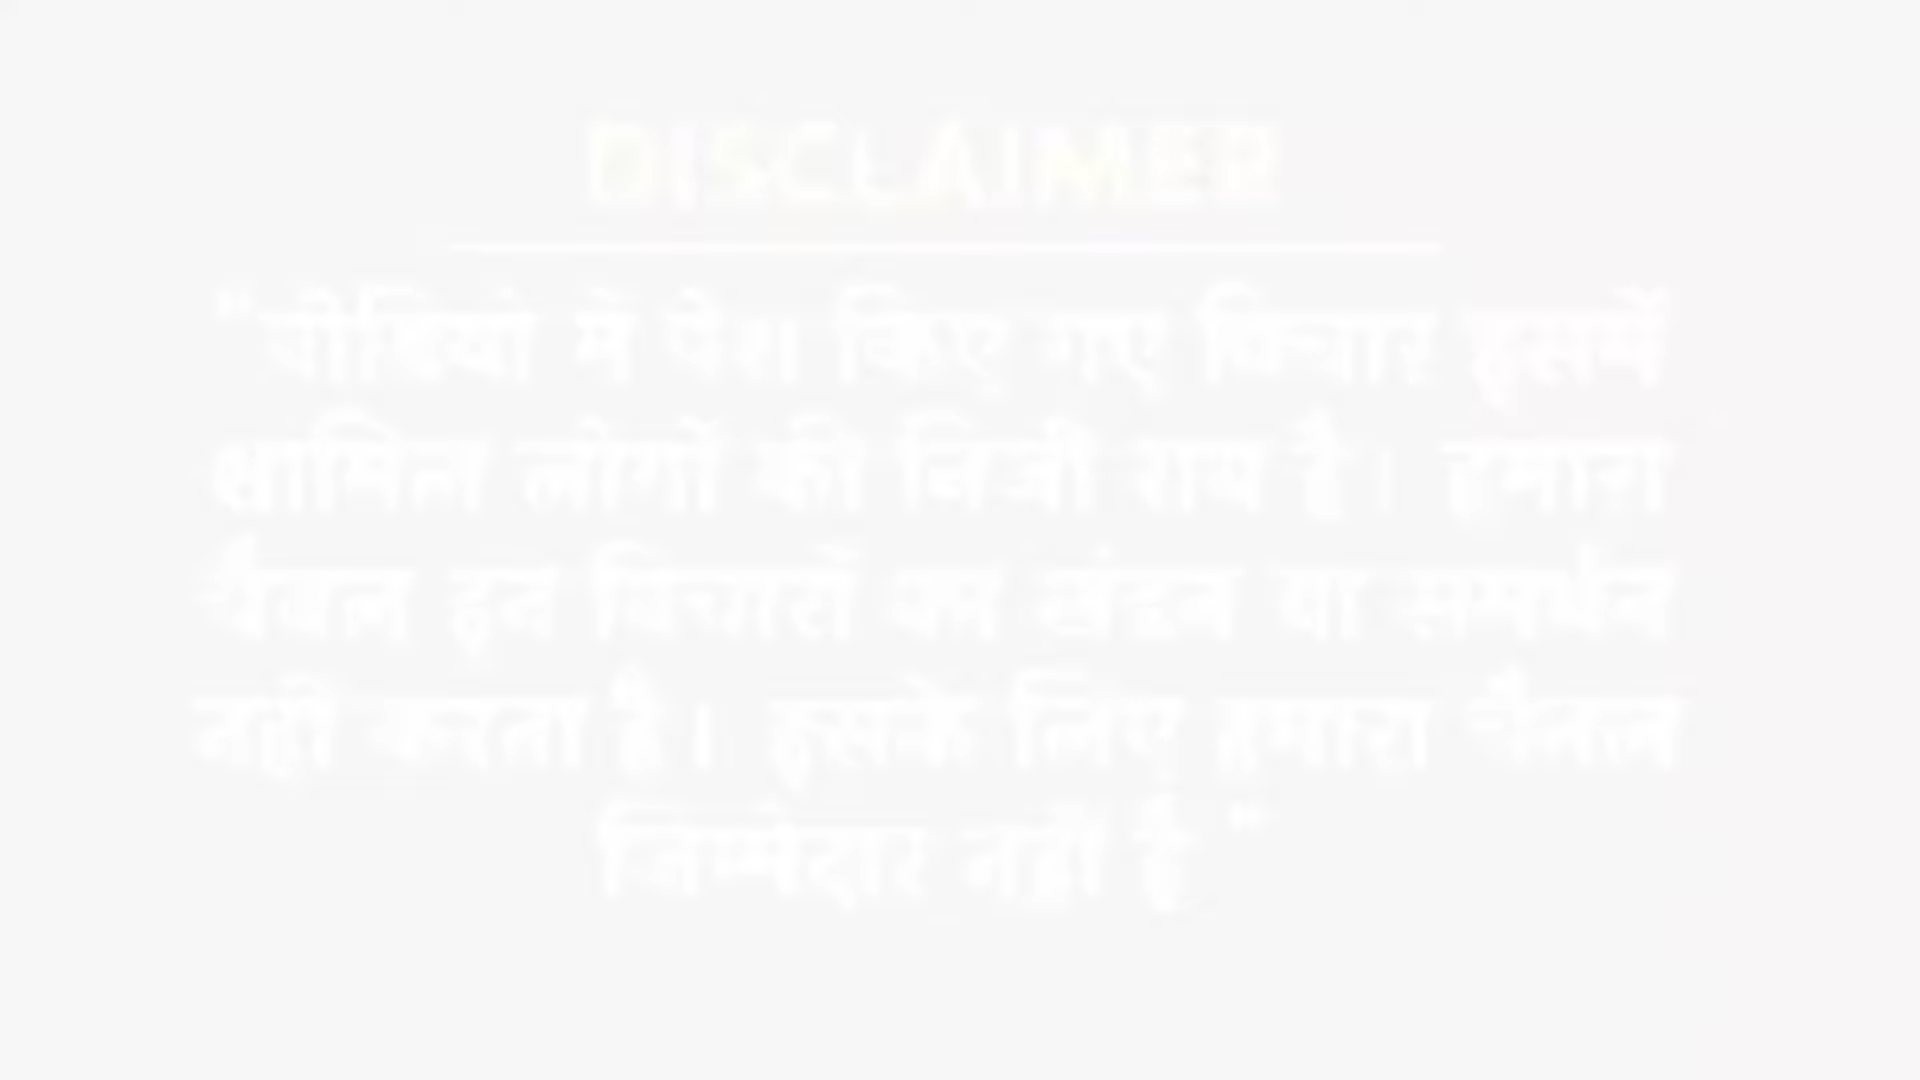 DISCLAIMER
"वीडियो में पेश किए गए विचार इसमें
शामिल लोगों की निजी राय है। हमारा
चैनल इन विचारों का खंडन या समर्थन
नहीं करता है। इसके लिए हमारा चैनल
जिम्मेदार नहीं है "